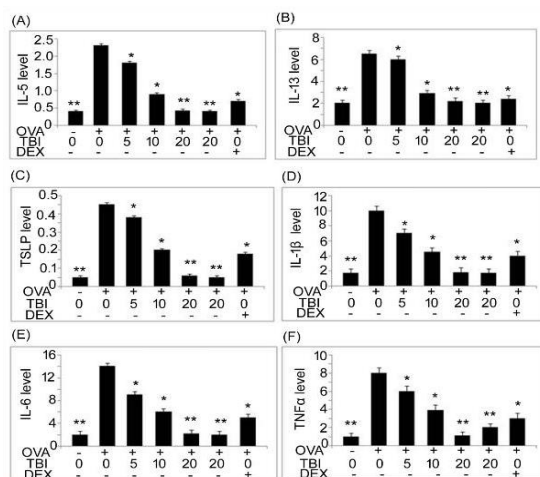 (A)
IL-5 level
2.5
2.0
1.5
1.0
0.5
0
** * * ** ** *
OVA - + + + + + +
TBI 0 0 5 10 20 20 0
DEX - - - - - - +
(B)
IL-13 level
8
6
4
2
0
** * * ** ** *
OVA - + + + + + +
TBI 0 0 5 10 20 20 0
DEX - - - - - - +
(C)
TSLP level
0.5
0.4
0.3
0.2
0.1
0
** * * ** ** *
OVA - + + + + + +
TBI 0 0 5 10 20 20 0
DEX - - - - - - +
(D)
IL-1β level
12
10
8
6
4
2
0
** * * ** ** *
OVA - + + + + + +
TBI 0 0 5 10 20 20 0
DEX - - - - - - +
(E)
IL-6 level
16
12
8
4
0
** * * ** ** *
OVA - + + + + + +
TBI 0 0 5 10 20 20 0
DEX - - - - - - +
(F)
TNFα level
10
8
6
4
2
0
** * * ** ** *
OVA - + + + + + +
TBI 0 0 5 10 20 20 0
DEX - - - - - - +